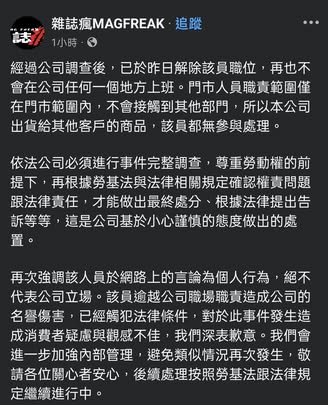 雜誌瘋MAGFREAK · 追蹤
1小時 ·
經過公司調查後，已於昨日解除該員職位，再也不
會在公司任何一個地方上班。門市人員職責範圍僅
在門市範圍內，不會接觸到其他部門，所以本公司
出貨給其他客戶的商品，該員都無參與處理。
依法公司必須進行事件完整調查，尊重勞動權的前
提下，再根據勞基法與法律相關規定確認權責問題
跟法律責任，才能做出最終處分、根據法律提出告
訴等等，這是公司基於小心謹慎的態度做出的處
置。
再次強調該人員於網路上的言論為個人行為，絕不
代表公司立場。該員逾越公司職場職責造成公司的
名譽傷害，已經觸犯法律條件，對於此事件發生造
成消費者疑慮與觀感不佳，我們深表歉意。我們會
進一步加強內部管理，避免類似情況再次發生，敬
請各位關心者安心，後續處理按照勞基法跟法律規
定繼續進行中。